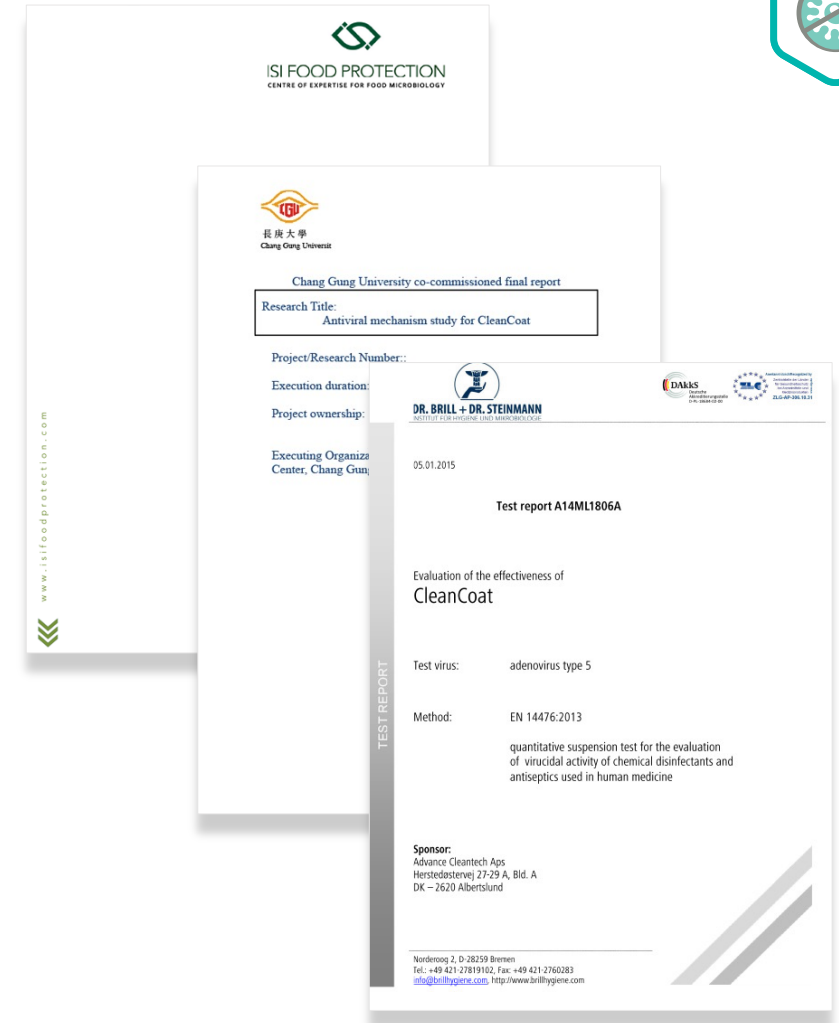 ISI FOOD PROTECTION
CENTRE OF EXPERTISE FOR FOOD MICROBIOLOGY
www.isifoodprotection.com
CGU
長庚大學
Chang Gung Universit
Chang Gung University co-commissioned final report
Research Title:
Antiviral mechanism study for CleanCoat
Project/Research Number::
Execution duration:
Project ownership:
Executing Organiza
Center, Chang Gung
DR. BRILL + DR. STEINMANN
INSTITUT FÜR HYGIENE UND MIKROBIOLOGIE
DAkkS
Deutsche
Akkreditierungsstelle
ZLG
05.01.2015
Test report A14ML1806A
Evaluation of the effectiveness of
CleanCoat
Test virus: adenovirus type 5
Method: EN 14476:2013
quantitative suspension test for the evaluation
of virucidal activity of chemical disinfectants and
antiseptics used in human medicine
TEST REPORT
Sponsor:
Advance Cleantech Aps
Herstedøstervej 27-29 A, Bld. A
DK – 2620 Albertslund
Norderoog 2, D-28259 Bremen
Tel.: +49 421-27819102, Fax: +49 421-2760283
info@brillhygiene.com, http://www.brillhygiene.com